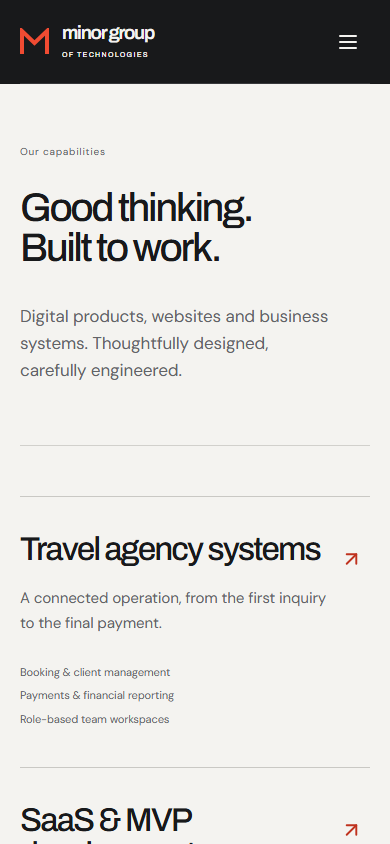 minorgroup
OF TECHNOLOGIES
Our capabilities
Good thinking.
Built to work.
Digital products, websites and business
systems. Thoughtfully designed,
carefully engineered.
Travel agency systems
A connected operation, from the first inquiry
to the final payment.
Booking & client management
Payments & financial reporting
Role-based team workspaces
SaaS & MVP